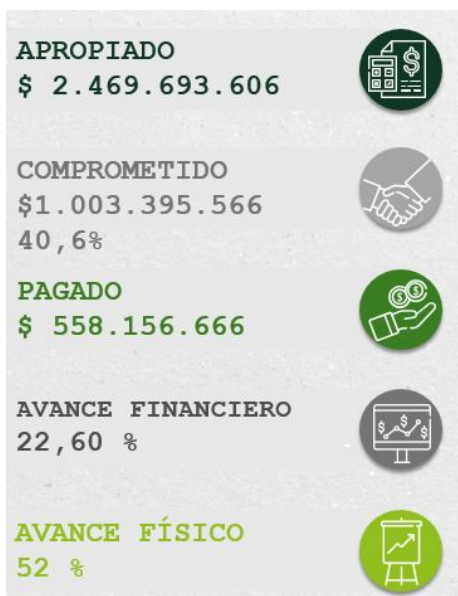 APROPIADO
$ 2.469.693.606
COMPROMETIDO
$1.003.395.566
40,6%
PAGADO
$ 558.156.666
AVANCE FINANCIERO
22,60 %
AVANCE FÍSICO
52 %